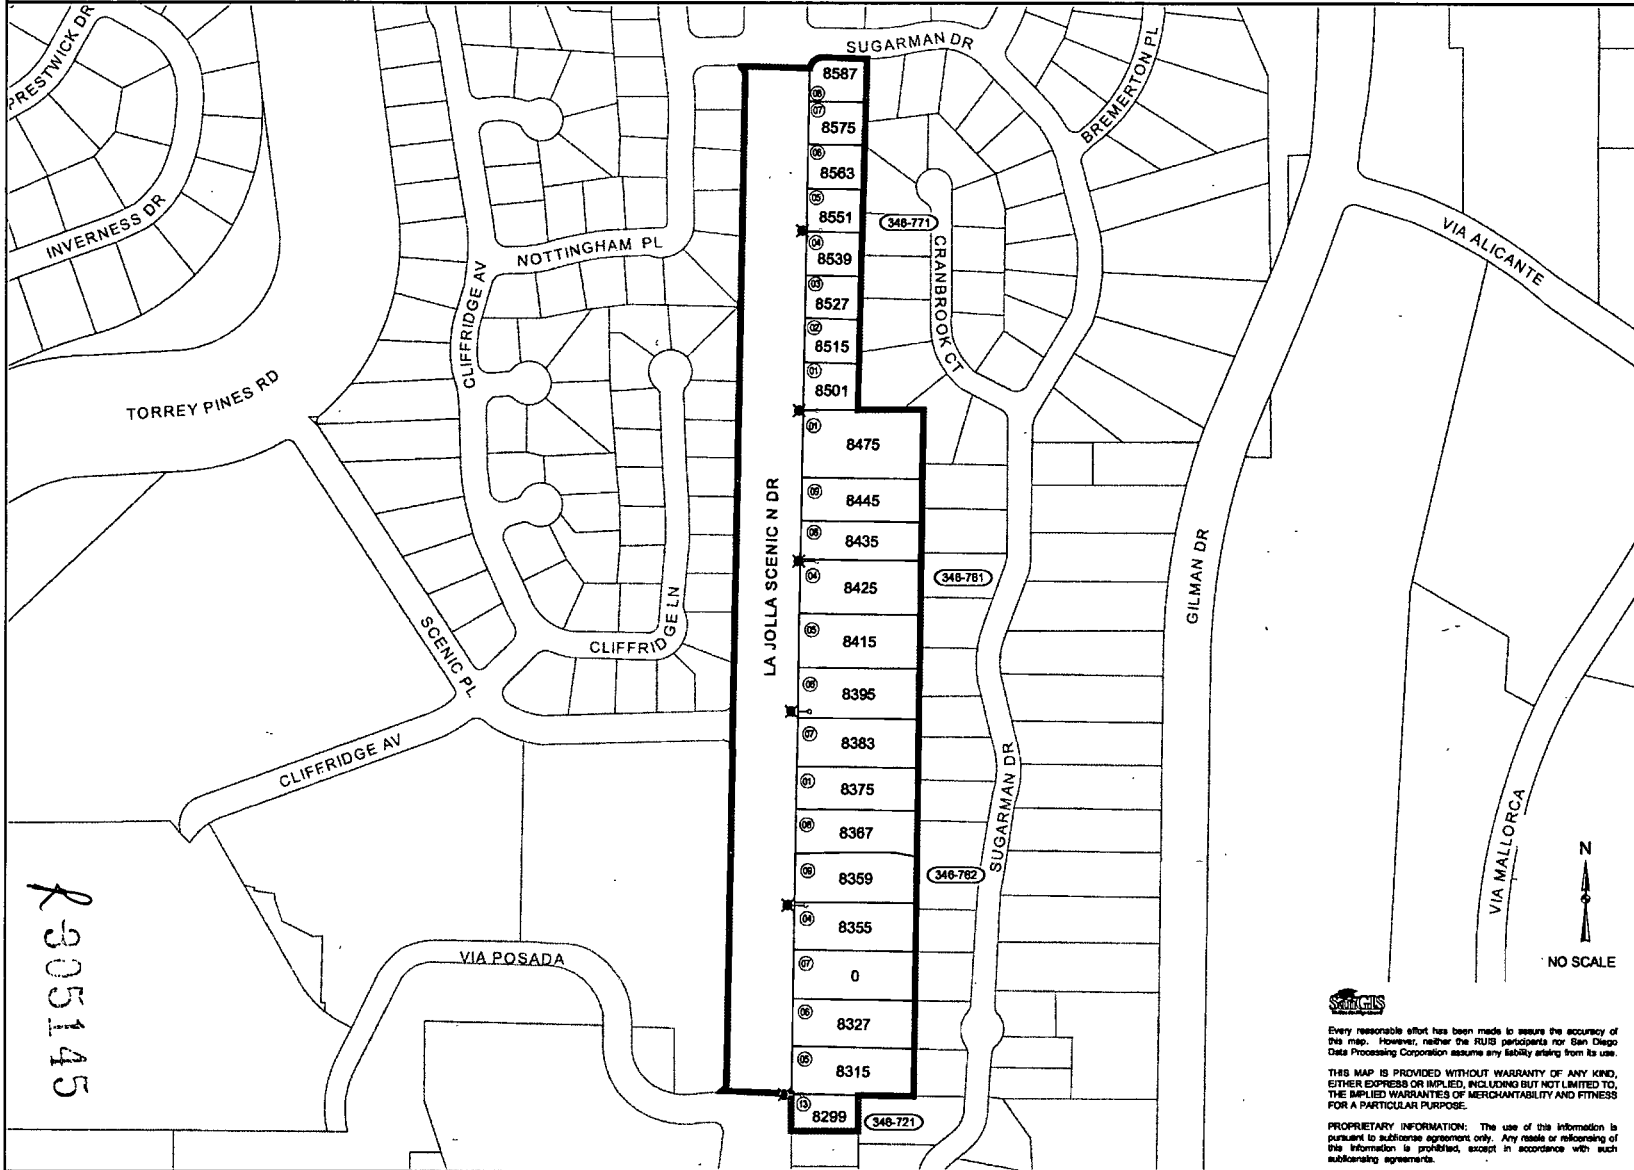 PRESTWICK DR
SUGARMAN DR
BREMERTON PL
INVERNESS DR
NOTTINGHAM PL
CLIFFRIDGE AV
TORREY PINES RD
CRANBROOK CT
VIA ALICANTE
LA JOLLA SCENIC N DR
GILMAN DR
SCENIC PL
CLIFFRIDGE LN
CLIFFRIDGE AV
SUGARMAN DR
VIA MALLORCA
VIA POSADA
8587
07
8575
06
8563
05
8551
346-771
04
8539
03
8527
02
8515
01
8501
01
8475
09
8445
08
8435
04
8425
346-761
05
8415
8395
07
8383
01
8375
8367
09
8359
346-762
04
8355
07
0
06
8327
05
8315
13
8299
346-721
R-305145
N
NO SCALE
SanGIS
Every reasonable effort has been made to assure the accuracy of
this map. However, neither the RUIS participants nor San Diego
Data Processing Corporation assume any liability arising from its use.
THIS MAP IS PROVIDED WITHOUT WARRANTY OF ANY KIND,
EITHER EXPRESS OR IMPLIED, INCLUDING BUT NOT LIMITED TO,
THE IMPLIED WARRANTIES OF MERCHANTABILITY AND FITNESS
FOR A PARTICULAR PURPOSE.
PROPRIETARY INFORMATION: The use of this information is
pursuant to sublicense agreement only. Any resale or relicensing of
this information is prohibited, except in accordance with such
sublicensing agreements.